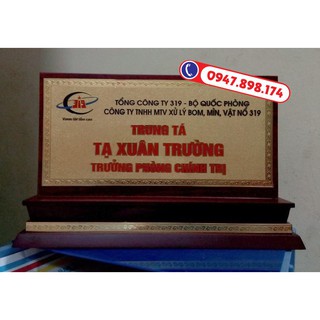 0947.898.174
319
TỔNG CÔNG TY 319 - BỘ QUỐC PHÒNG
CÔNG TY TNHH MTV XỬ LÝ BOM, MÌN, VẬT NỔ 319
TRUNG TÁ
TẠ XUÂN TRƯỜNG
TRƯỞNG PHÒNG CHÍNH TRỊ